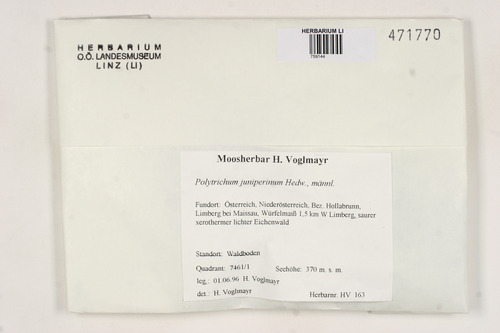 HERBARIUM
O.Ö. LANDESMUSEUM
LINZ (LI)
HERBARIUM LI
759144
471770
Moosherbar H. Voglmayr
Polytrichum juniperinum Hedw., männl.
Fundort: Österreich, Niederösterreich, Bez. Hollabrunn,
Limberg bei Maissau, Würfelmaiß 1,5 km W Limberg, saurer
xerothermer lichter Eichenwald
Standort: Waldboden
Quadrant: 7461/1 Seehöhe: 370 m. s. m.
leg.: 01.06.96 H. Voglmayr
det.: H. Voglmayr Herbarnr: HV 163